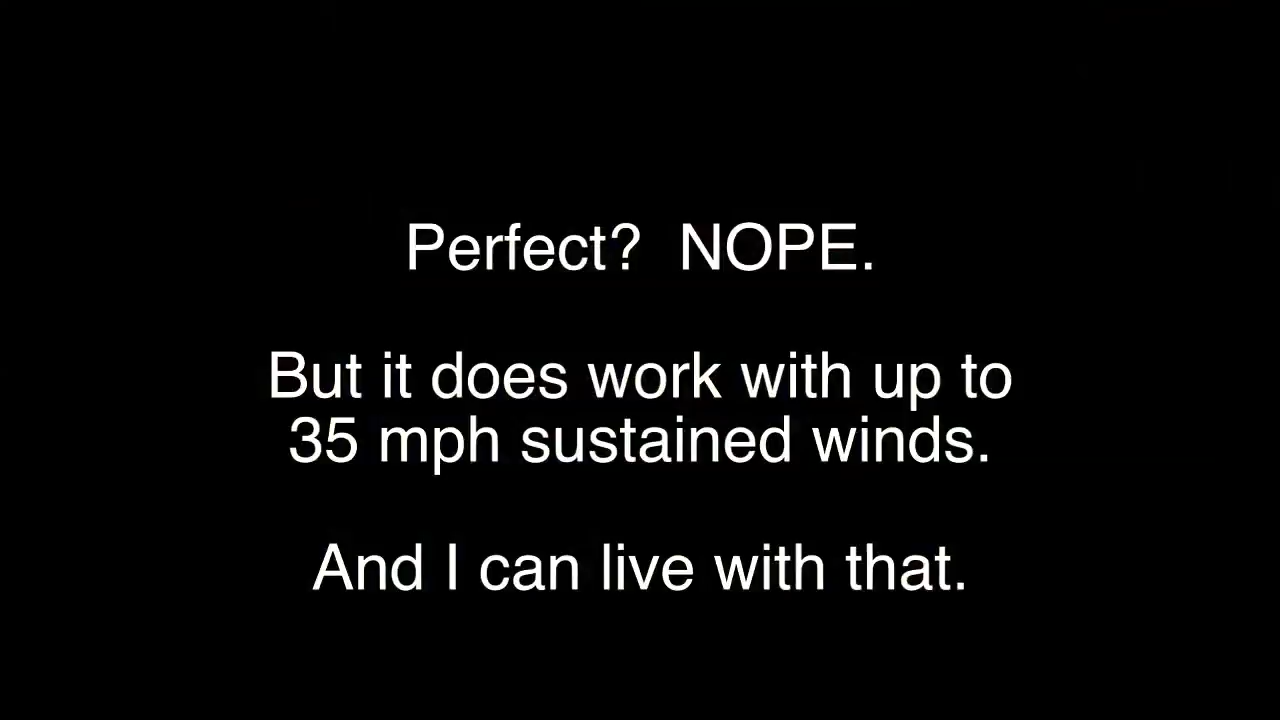 Perfect?  NOPE.
But it does work with up to
35 mph sustained winds.
And I can live with that.